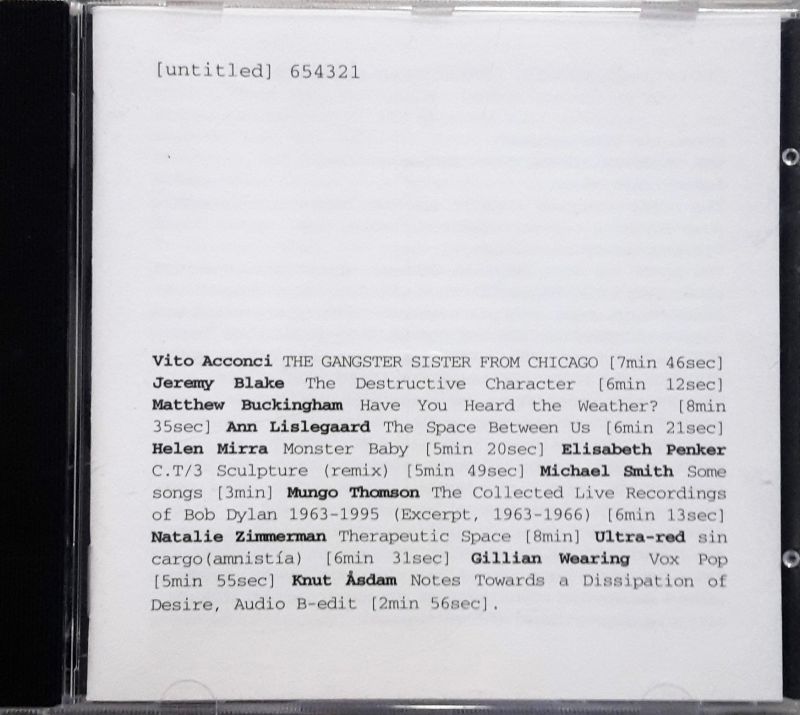 [untitled] 654321
Vito Acconci THE GANGSTER SISTER FROM CHICAGO [7min 46sec]
Jeremy Blake The Destructive Character [6min 12sec]
Matthew Buckingham Have You Heard the Weather? [8min
35sec] Ann Lislegaard The Space Between Us [6min 21sec]
Helen Mirra Monster Baby [5min 20sec] Elisabeth Penker
C.T/3 Sculpture (remix) [5min 49sec] Michael Smith Some
songs [3min] Mungo Thomson The Collected Live Recordings
of Bob Dylan 1963-1995 (Excerpt, 1963-1966) [6min 13sec]
Natalie Zimmerman Therapeutic Space [8min] Ultra-red sin
cargo(amnistía) [6min 31sec] Gillian Wearing Vox Pop
[5min 55sec] Knut Åsdam Notes Towards a Dissipation of
Desire, Audio B-edit [2min 56sec].